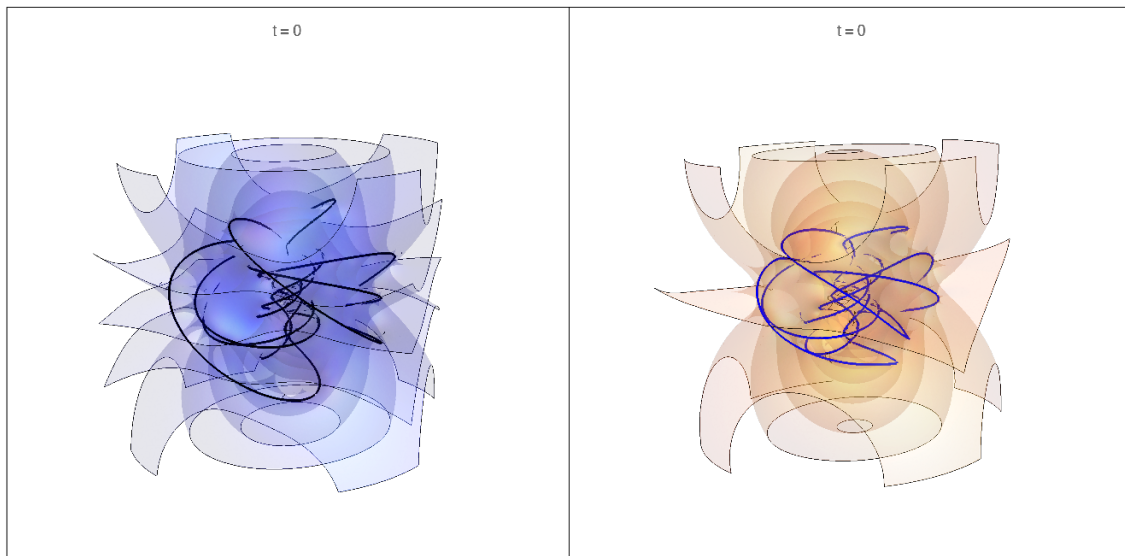 t = 0
t = 0